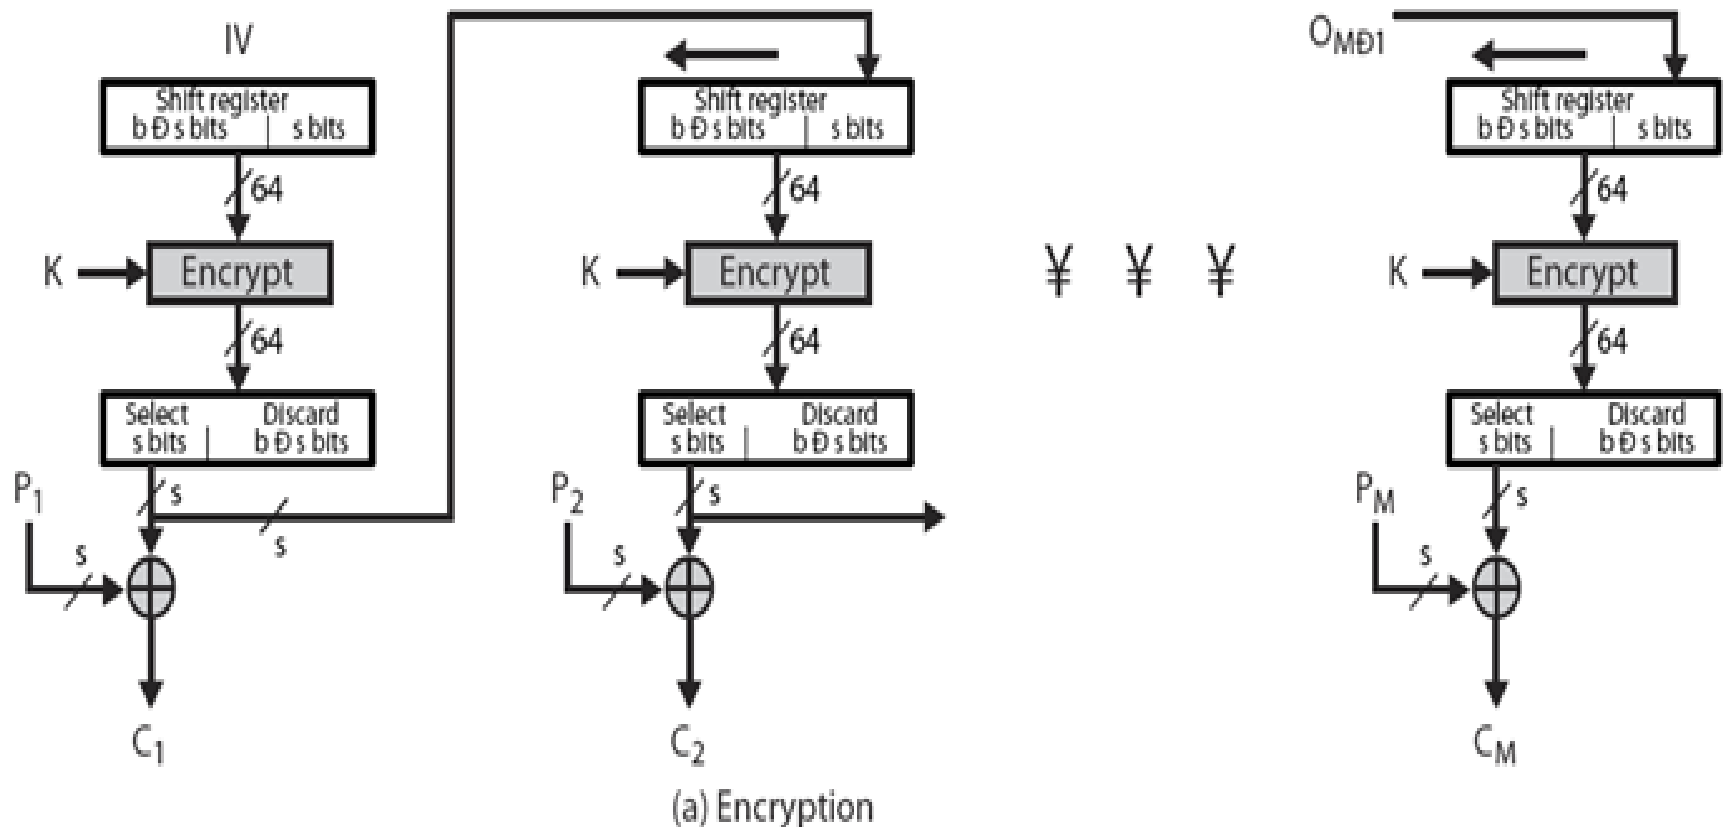 IV
Shift register
b Đ s bits | s bits
64
K
Encrypt
64
Select
s bits
Discard
b Đ s bits
P1
s
s
s
C1
Shift register
b Đ s bits | s bits
64
K
Encrypt
64
Select
s bits
Discard
b Đ s bits
P2
s
s
C2
¥ ¥ ¥
OMĐ1
Shift register
b Đ s bits | s bits
64
K
Encrypt
64
Select
s bits
Discard
b Đ s bits
PM
s
s
CM
(a) Encryption